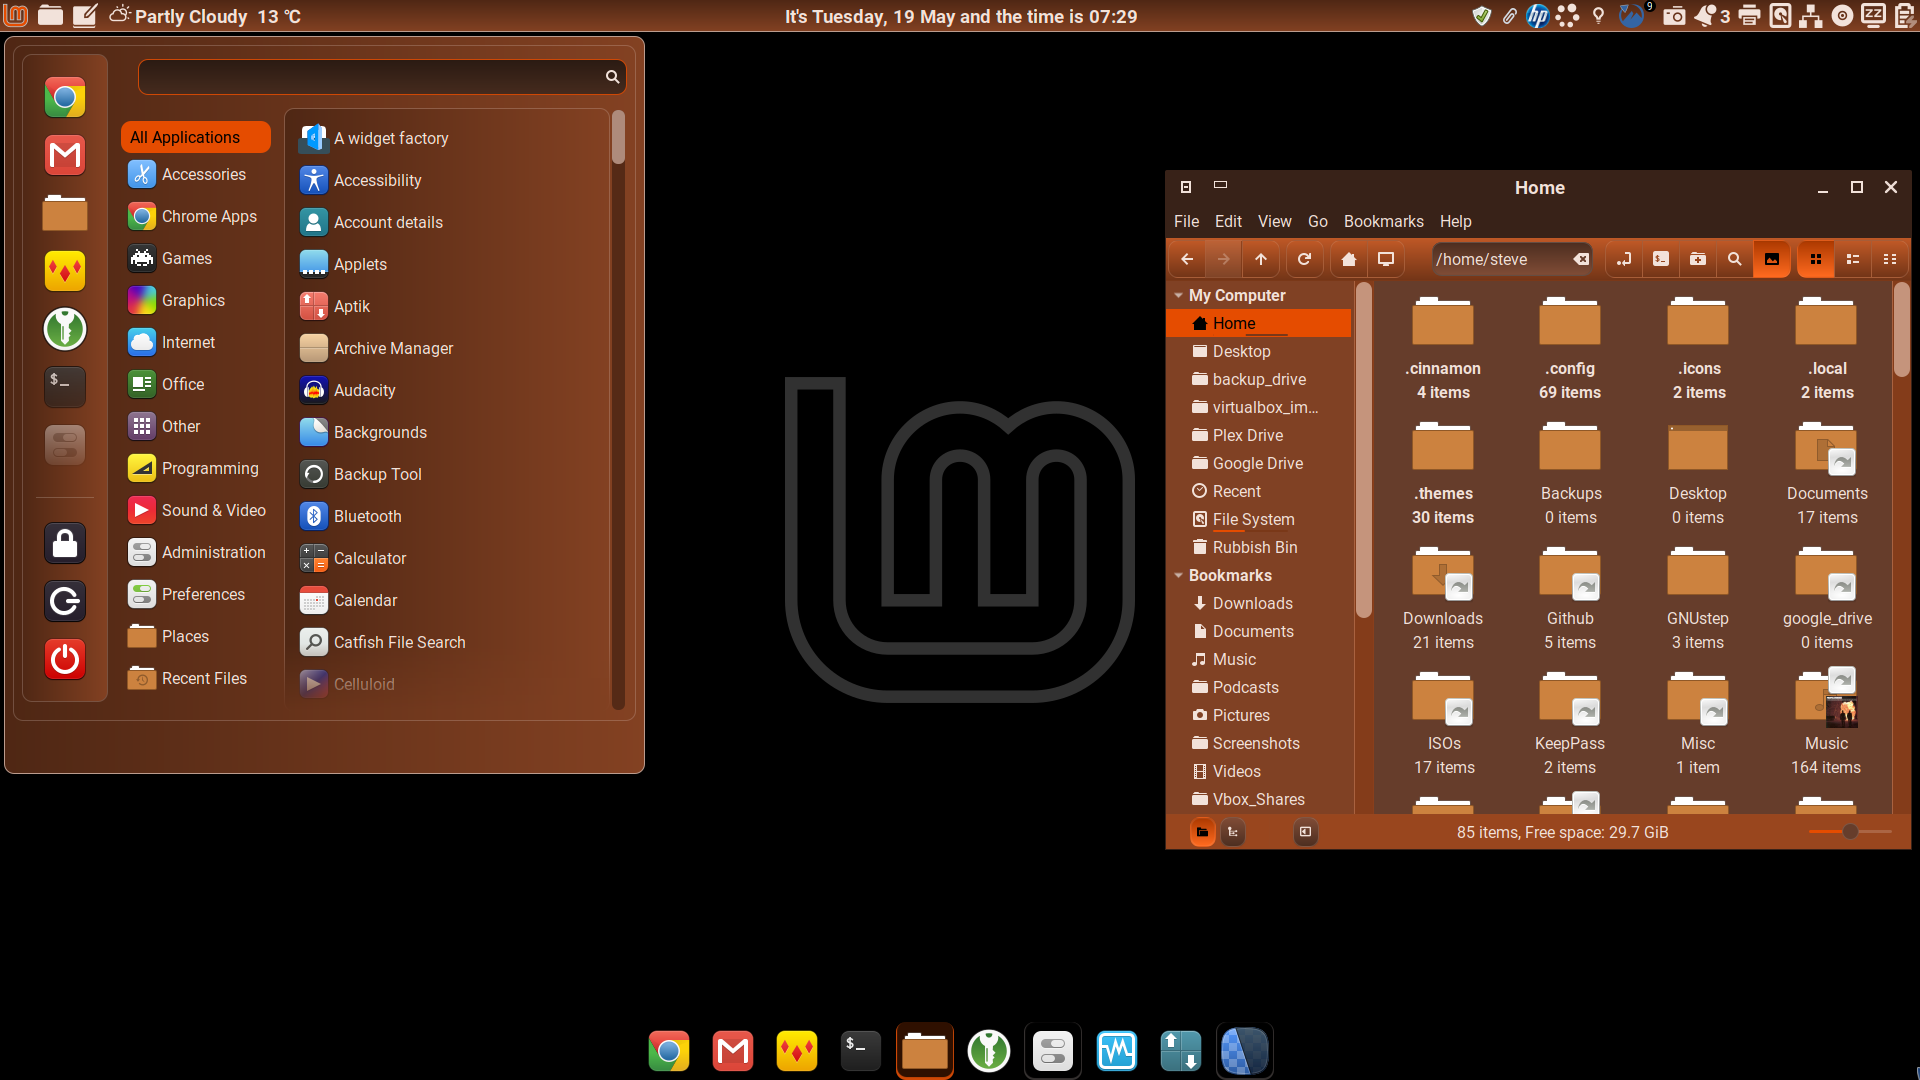 Partly Cloudy 13 °C
It's Tuesday, 19 May and the time is 07:29
9
3
All Applications
Accessories
Chrome Apps
Games
Graphics
Internet
Office
Other
Programming
Sound & Video
Administration
Preferences
Places
Recent Files
A widget factory
Accessibility
Account details
Applets
Aptik
Archive Manager
Audacity
Backgrounds
Backup Tool
Bluetooth
Calculator
Calendar
Catfish File Search
Celluloid
Home
File Edit View Go Bookmarks Help
/home/steve
My Computer
Home
Desktop
backup_drive
virtualbox_im...
Plex Drive
Google Drive
Recent
File System
Rubbish Bin
Bookmarks
Downloads
Documents
Music
Podcasts
Pictures
Screenshots
Videos
Vbox_Shares
.cinnamon .config .icons .local
4 items 69 items 2 items 2 items
.themes Backups Desktop Documents
30 items 0 items 0 items 17 items
Downloads Github GNUstep google_drive
21 items 5 items 3 items 0 items
ISOs KeepPass Misc Music
17 items 2 items 1 item 164 items
85 items, Free space: 29.7 GiB